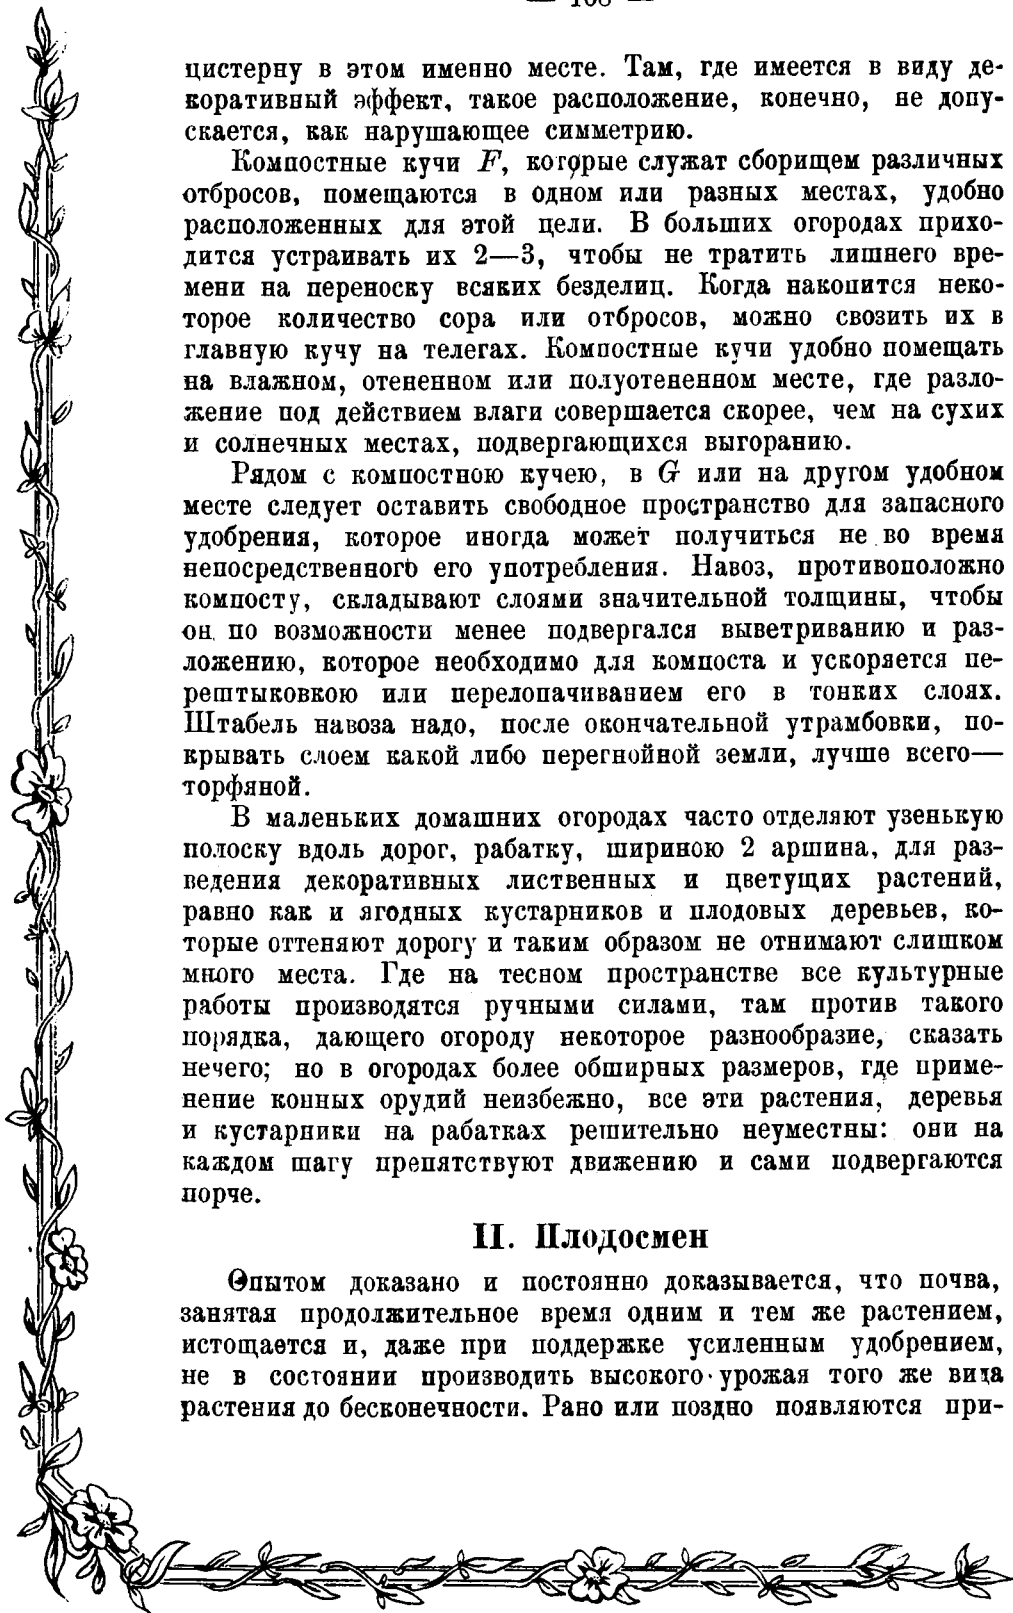 цистерну в этом именно месте. Там, где имеется в виду де-
коративный эффект, такое расположение, конечно, не допу-
скается, как нарушающее симметрию.
Компостные кучи F, которые служат сборищем различных
отбросов, помещаются в одном или разных местах, удобно
расположенных для этой цели. В больших огородах прихо-
дится устраивать их 2—3, чтобы не тратить лишнего вре-
мени на переноску всяких безделиц. Когда накопится неко-
торое количество сора или отбросов, можно свозить их в
главную кучу на телегах. Компостные кучи удобно помещать
на влажном, отененном или полуотененном месте, где разло-
жение под действием влаги совершается скорее, чем на сухих
и солнечных местах, подвергающихся выгоранию.
Рядом с компостною кучею, в G или на другом удобном
месте следует оставить свободное пространство для запасного
удобрения, которое иногда может получиться не во время
непосредственного его употребления. Навоз, противоположно
компосту, складывают слоями значительной толщины, чтобы
он по возможности менее подвергался выветриванию и раз-
ложению, которое необходимо для компоста и ускоряется пе-
рештыковкою или перелопачиванием его в тонких слоях.
Штабель навоза надо, после окончательной утрамбовки, по-
крывать слоем какой либо перегнойной земли, лучше всего—
торфяной.
В маленьких домашних огородах часто отделяют узенькую
полоску вдоль дорог, рабатку, шириною 2 аршина, для раз-
ведения декоративных лиственных и цветущих растений,
равно как и ягодных кустарников и плодовых деревьев, ко-
торые оттеняют дорогу и таким образом не отнимают слишком
много места. Где на тесном пространстве все культурные
работы производятся ручными силами, там против такого
порядка, дающего огороду некоторое разнообразие, сказать
нечего; но в огородах более обширных размеров, где приме-
нение конных орудий неизбежно, все эти растения, деревья
и кустарники на рабатках решительно неуместны: они на
каждом шагу препятствуют движению и сами подвергаются
порче.
II. Плодосмен
Опытом доказано и постоянно доказывается, что почва,
занятая продолжительное время одним и тем же растением,
истощается и, даже при поддержке усиленным удобрением,
не в состоянии производить высокого урожая того же вида
растения до бесконечности. Рано или поздно появляются при-